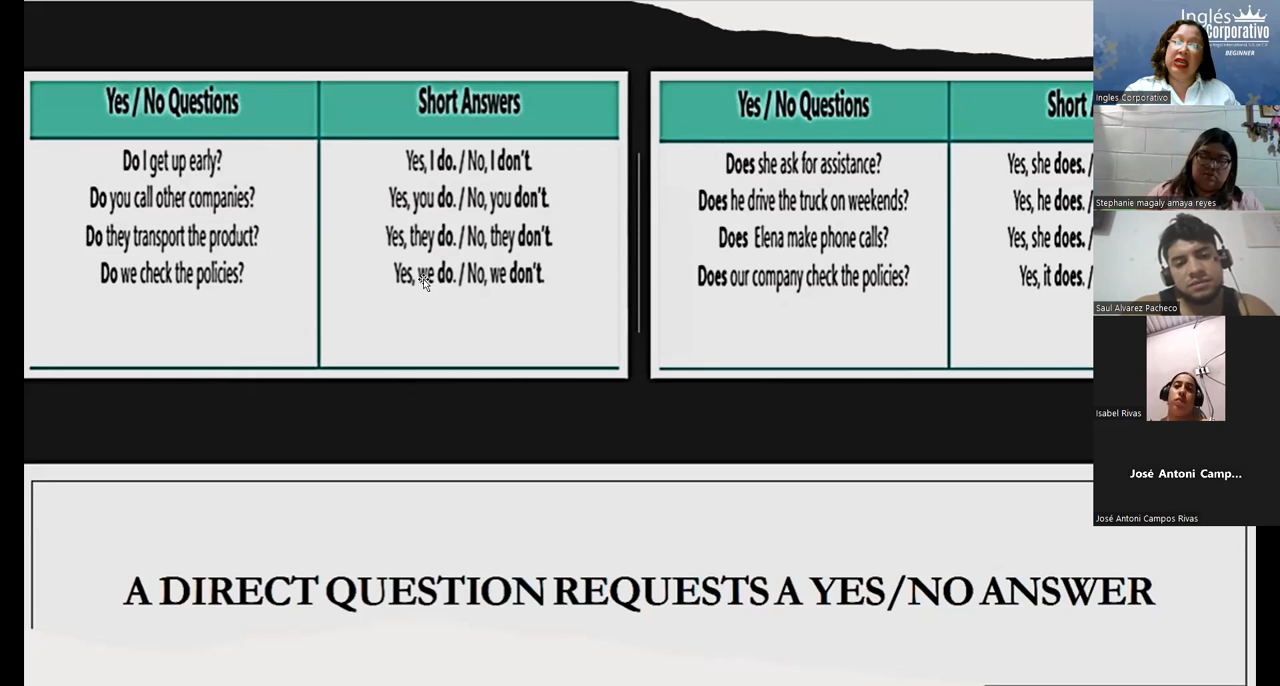 Yes / No Questions
Short Answers
Do I get up early?
Yes, I do. / No, I don't.
Do you call other companies?
Yes, you do. / No, you don't.
Do they transport the product?
Yes, they do. / No, they don't.
Do we check the policies?
Yes, we do. / No, we don't.
Yes / No Questions
Short
Does she ask for assistance?
Yes, she does. /
Does he drive the truck on weekends?
Yes, he does. /
Does Elena make phone calls?
Yes, she does. /
Does our company check the policies?
Yes, it does. /
A DIRECT QUESTION REQUESTS A YES/NO ANSWER
Inglés
Corporativo
BEGINNER
Ingles Corporativo
Stephanie magaly amaya reyes
Saul Alvarez Pacheco
Isabel Rivas
José Antoni Camp...
José Antoni Campos Rivas